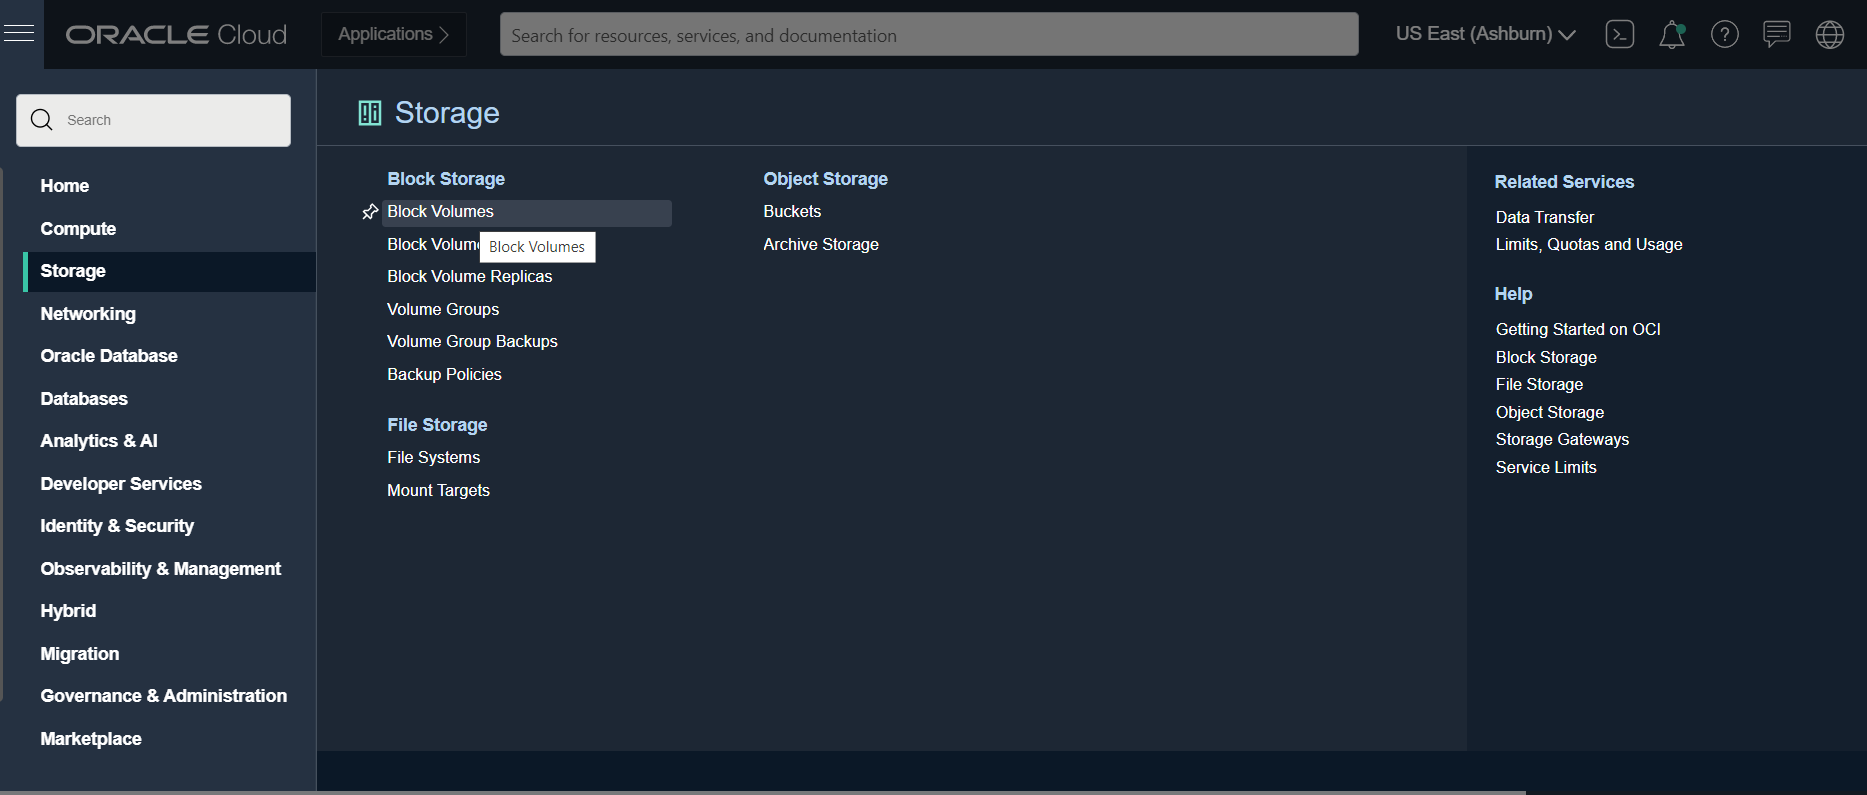 ORACLE Cloud
Applications
Search for resources, services, and documentation
US East (Ashburn)
Search
Home
Compute
Storage
Networking
Oracle Database
Databases
Analytics & AI
Developer Services
Identity & Security
Observability & Management
Hybrid
Migration
Governance & Administration
Marketplace
Storage
Block Storage
Block Volumes
Block Volume
Block Volumes
Block Volume Replicas
Volume Groups
Volume Group Backups
Backup Policies
File Storage
File Systems
Mount Targets
Object Storage
Buckets
Archive Storage
Related Services
Data Transfer
Limits, Quotas and Usage
Help
Getting Started on OCI
Block Storage
File Storage
Object Storage
Storage Gateways
Service Limits